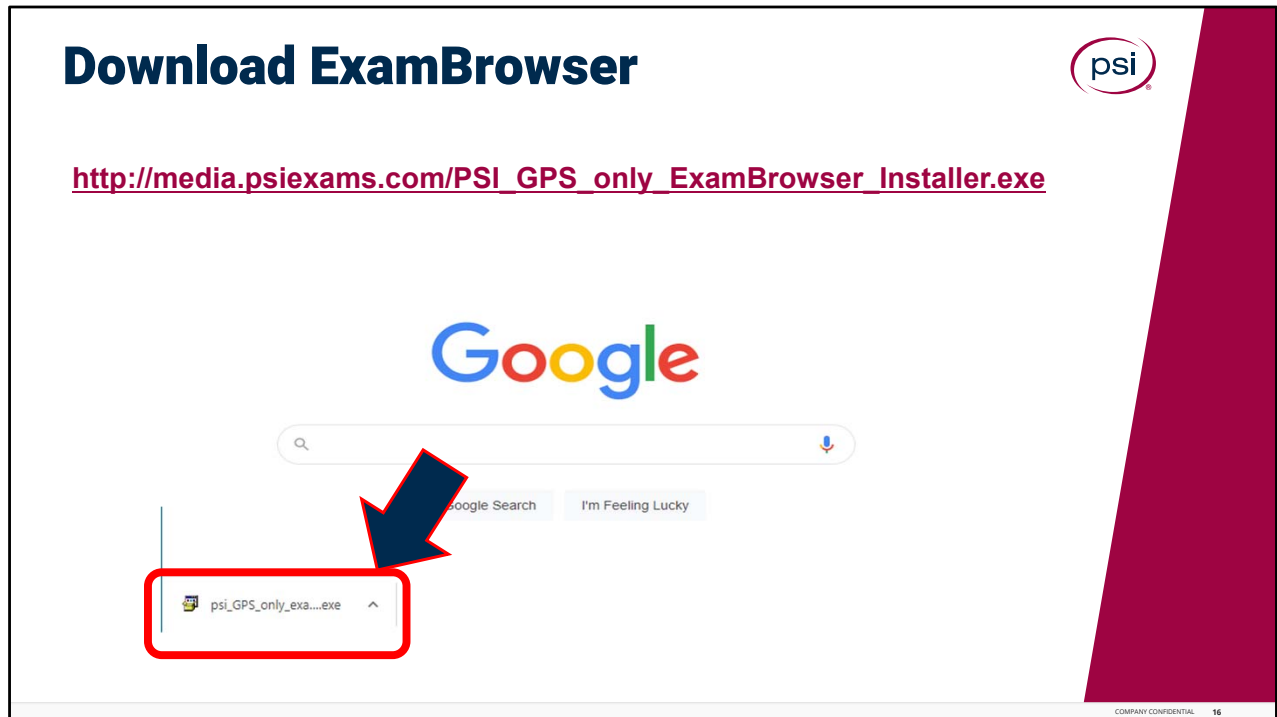 Download ExamBrowser
psi
®
http://media.psiexams.com/PSI_GPS_only_ExamBrowser_Installer.exe
Google
Google Search
I'm Feeling Lucky
psi_GPS_only_exa....exe
COMPANY CONFIDENTIAL 16